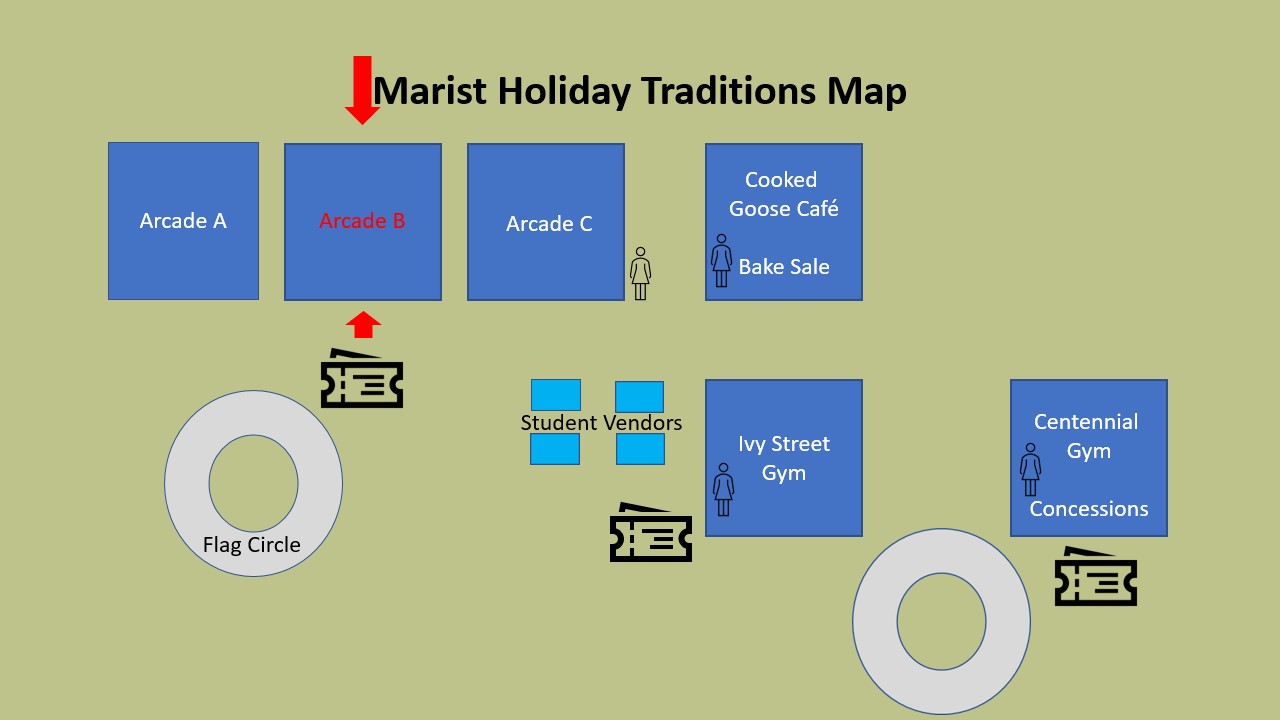 Marist Holiday Traditions Map
Arcade A
Arcade B
Arcade C
Cooked
Goose Café
Bake Sale
Student Vendors
Ivy Street
Gym
Centennial
Gym
Concessions
Flag Circle